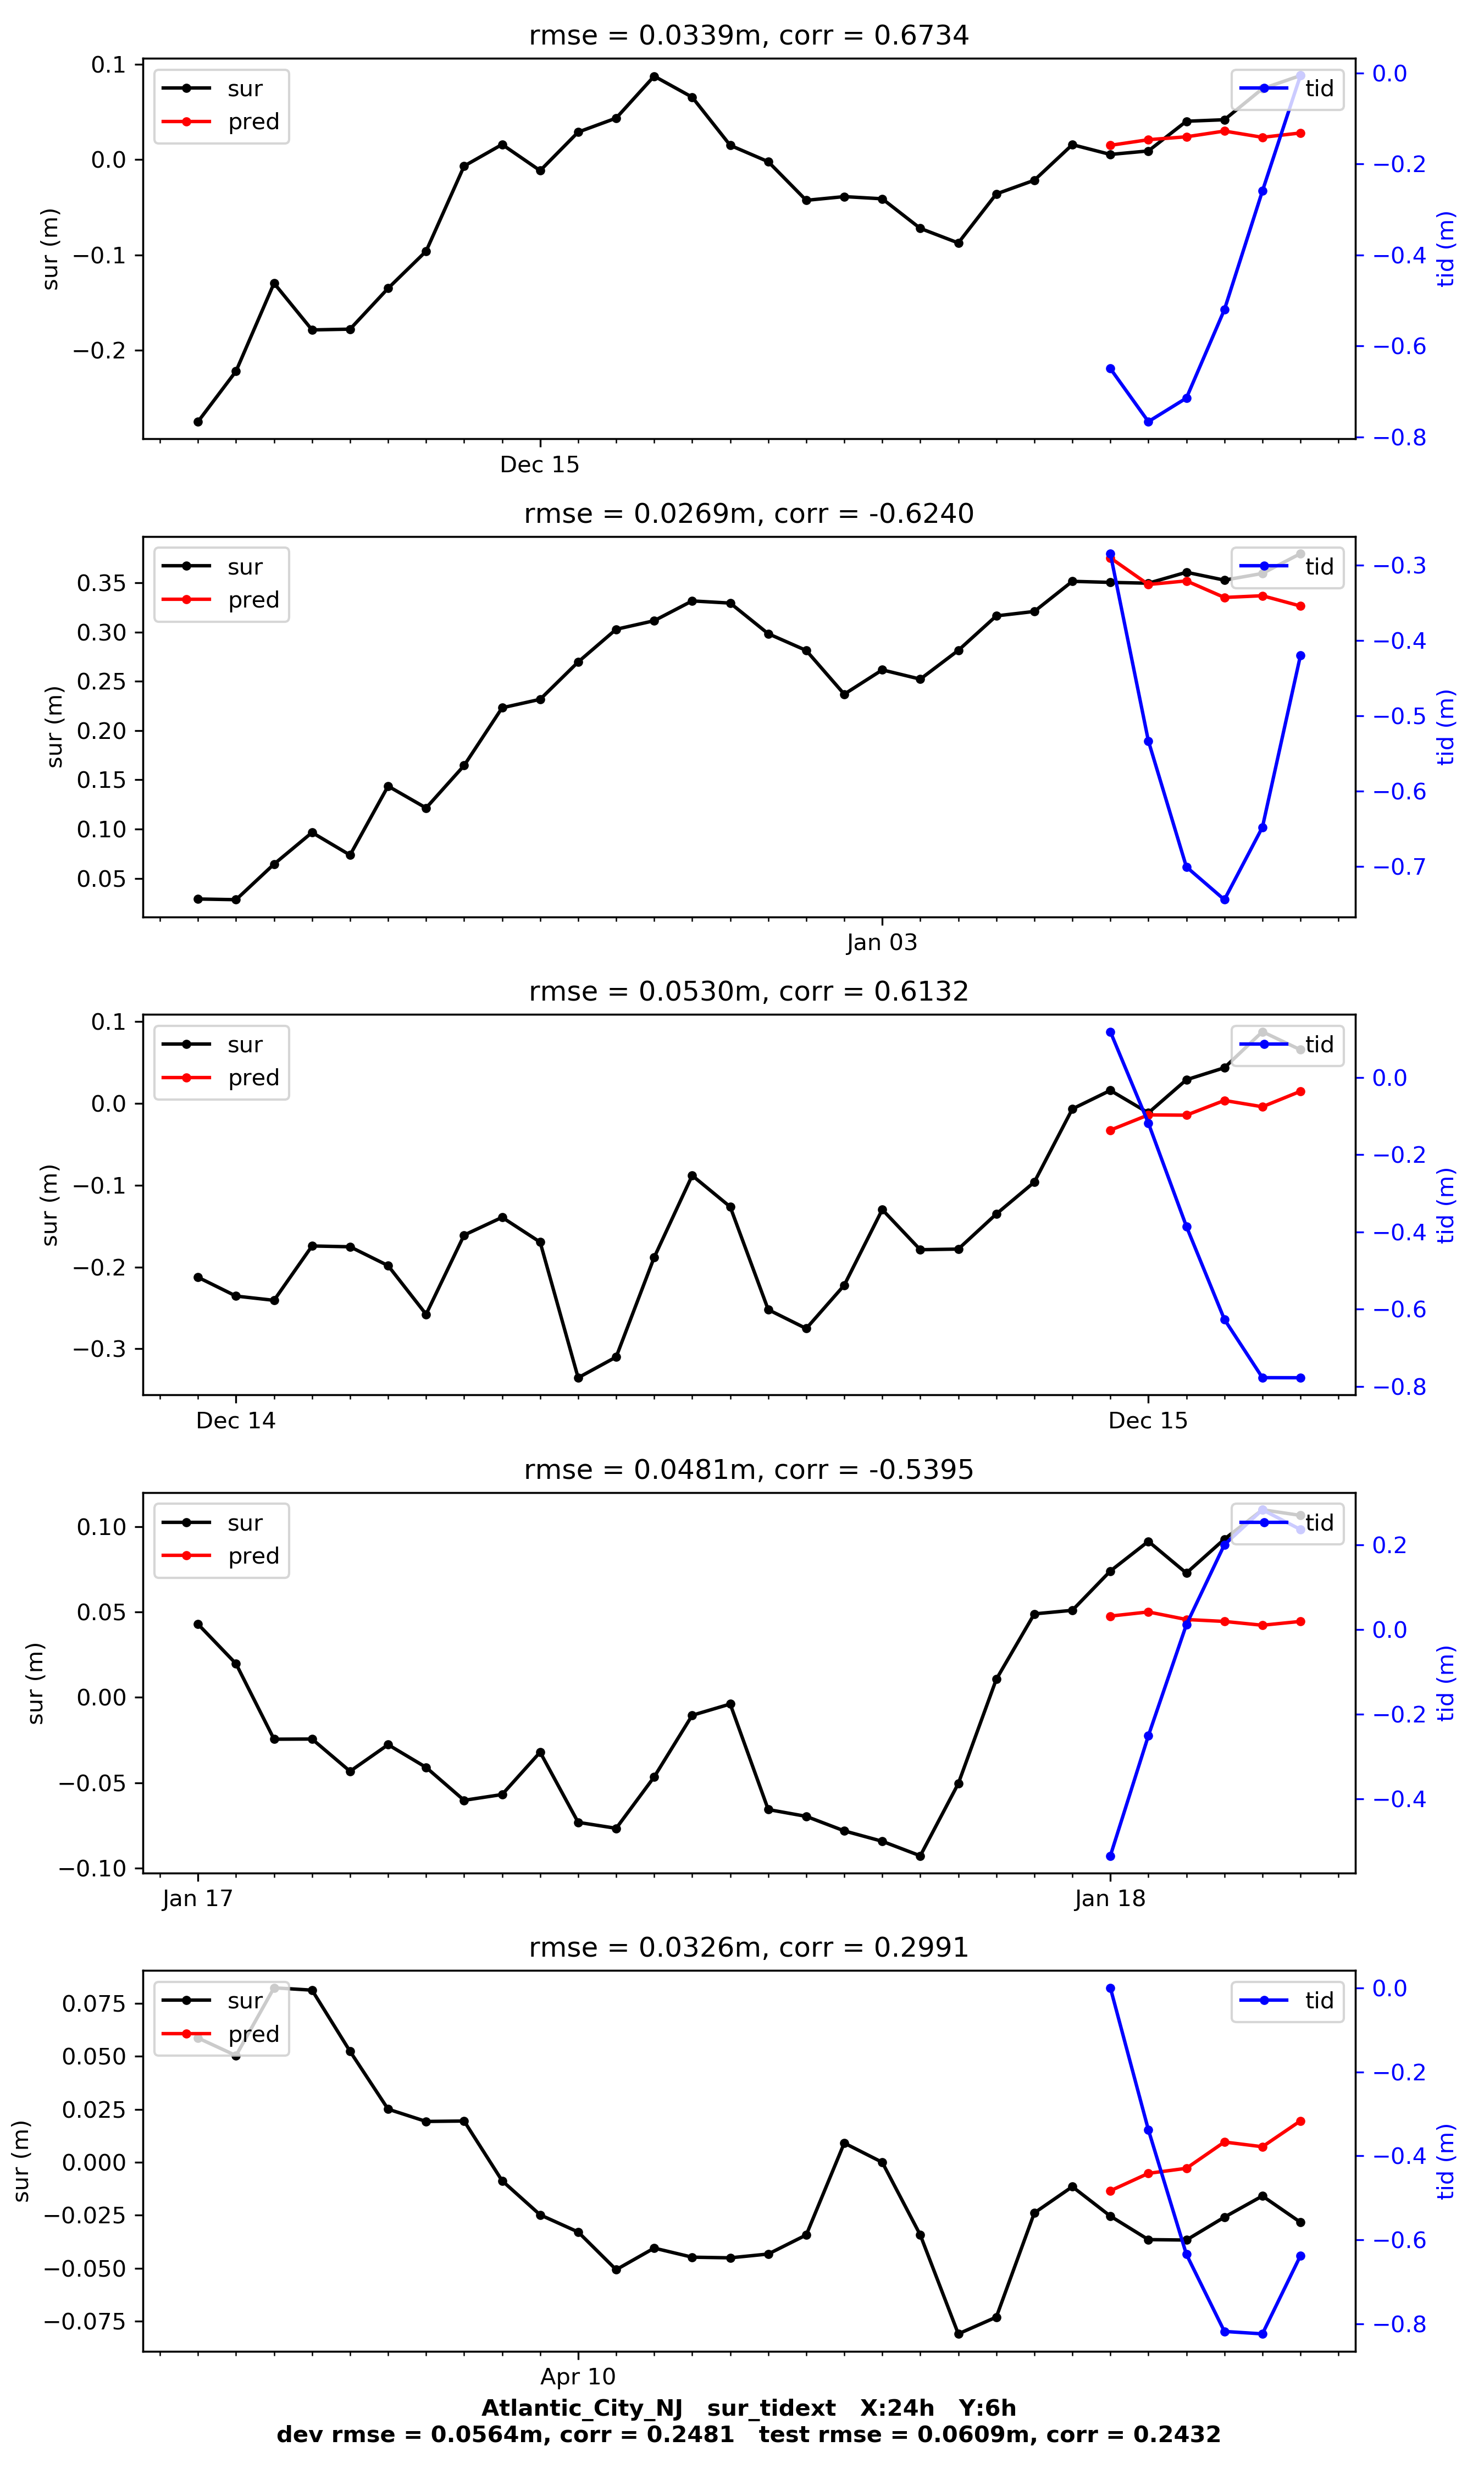 rmse = 0.0339m, corr = 0.6734
sur
pred
tid
0.1
0.0
−0.1
−0.2
sur (m)
0.0
−0.2
−0.4
−0.6
−0.8
tid (m)
Dec 15
rmse = 0.0269m, corr = -0.6240
sur
pred
tid
0.35
0.30
0.25
0.20
0.15
0.10
0.05
sur (m)
−0.3
−0.4
−0.5
−0.6
−0.7
tid (m)
Jan 03
rmse = 0.0530m, corr = 0.6132
sur
pred
tid
0.1
0.0
−0.1
−0.2
−0.3
sur (m)
0.0
−0.2
−0.4
−0.6
−0.8
tid (m)
Dec 14
Dec 15
rmse = 0.0481m, corr = -0.5395
sur
pred
tid
0.10
0.05
0.00
−0.05
−0.10
sur (m)
0.2
0.0
−0.2
−0.4
tid (m)
Jan 17
Jan 18
rmse = 0.0326m, corr = 0.2991
sur
pred
tid
0.075
0.050
0.025
0.000
−0.025
−0.050
−0.075
sur (m)
0.0
−0.2
−0.4
−0.6
−0.8
tid (m)
Apr 10
Atlantic_City_NJ sur_tidext X:24h Y:6h
dev rmse = 0.0564m, corr = 0.2481 test rmse = 0.0609m, corr = 0.2432